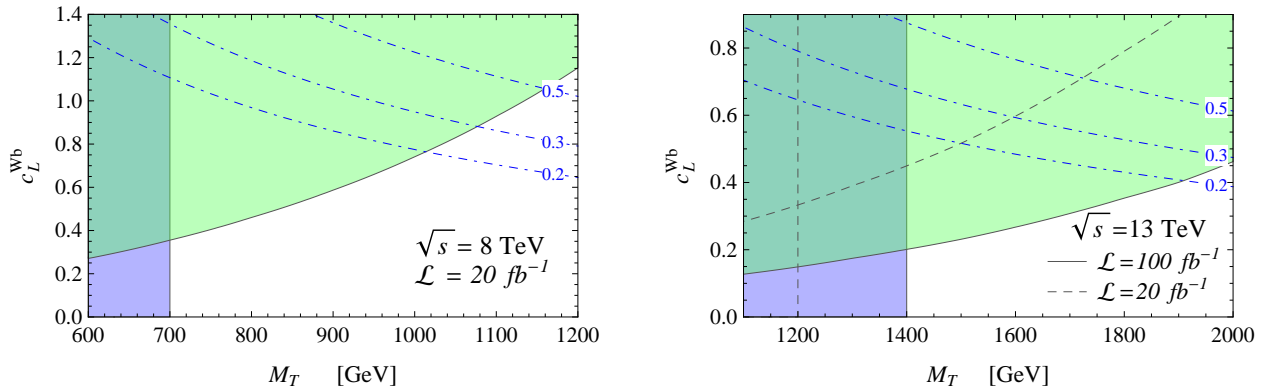 1.4
1.2
1.0
0.8
0.6
0.4
0.2
0.0
c_L^Wb
0.5
0.3
0.2
√s = 8 TeV
ℒ = 20 fb⁻¹
600 700 800 900 1000 1100 1200
M_T [GeV]
0.8
0.6
0.4
0.2
0.0
c_L^Wb
0.5
0.3
0.2
√s =13 TeV
ℒ=100 fb⁻¹
ℒ=20 fb⁻¹
1200 1400 1600 1800 2000
M_T [GeV]